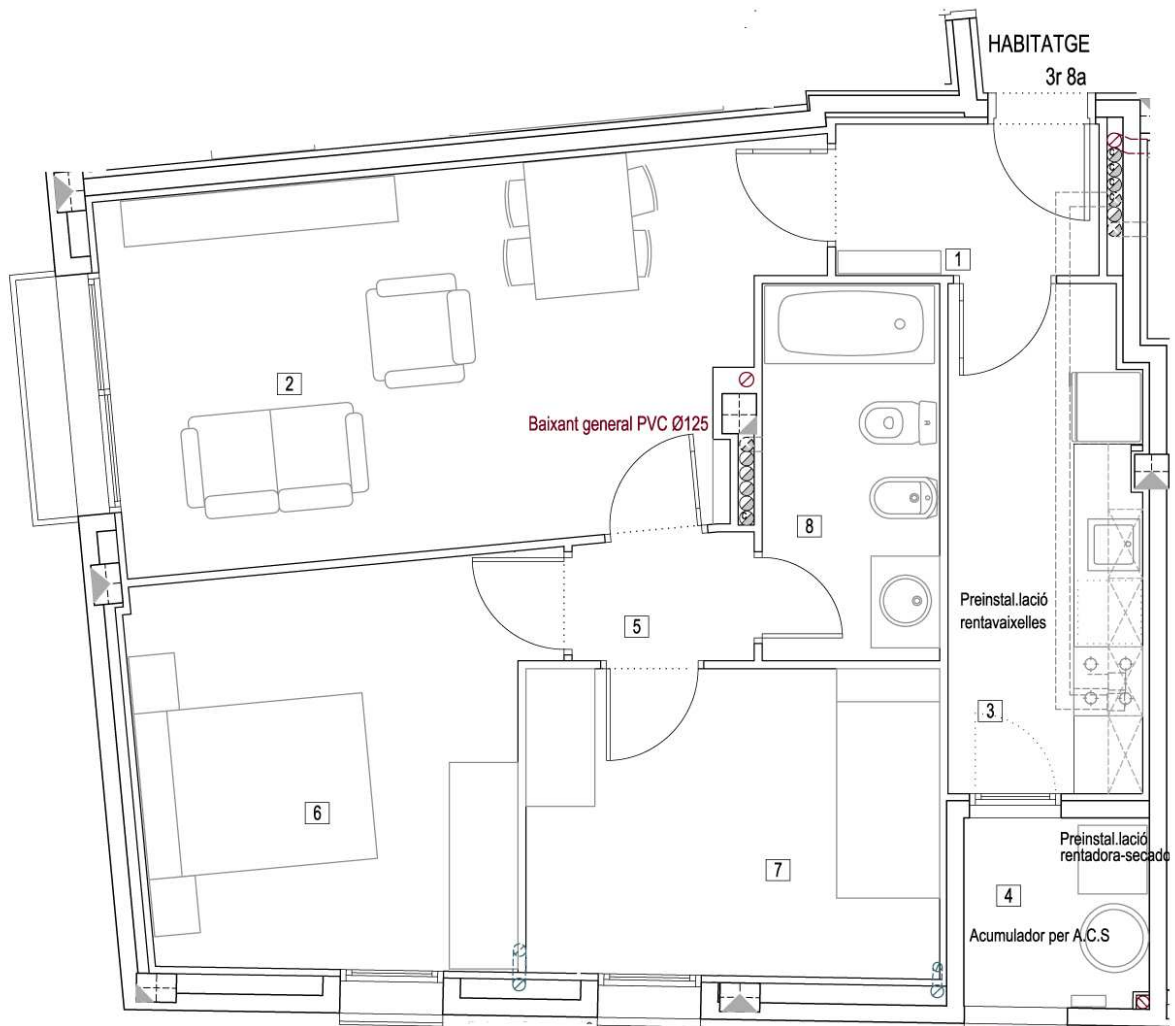 HABITATGE
3r 8a
1
2
Baixant general PVC Ø125
8
5
Preinstal.lació
rentavaixelles
3
6
7
Preinstal.lació
rentadora-secado
4
Acumulador per A.C.S